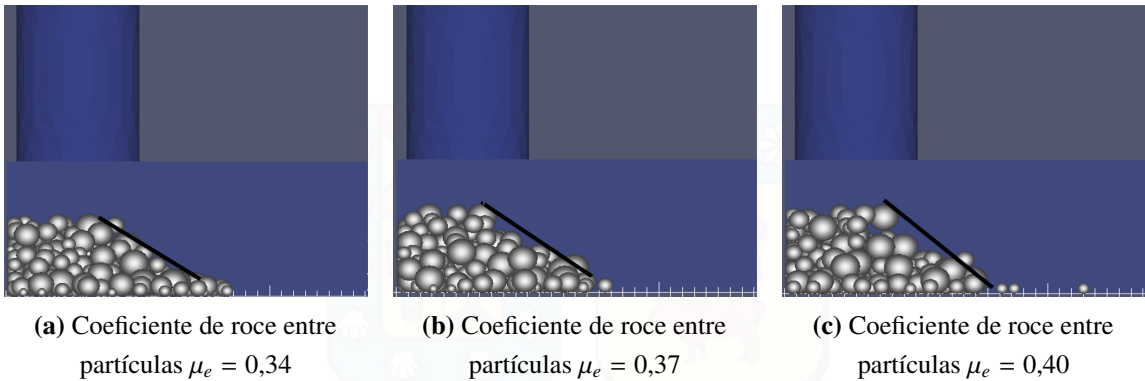 (a) Coeficiente de roce entre
partículas μₑ = 0,34
(b) Coeficiente de roce entre
partículas μₑ = 0,37
(c) Coeficiente de roce entre
partículas μₑ = 0,40